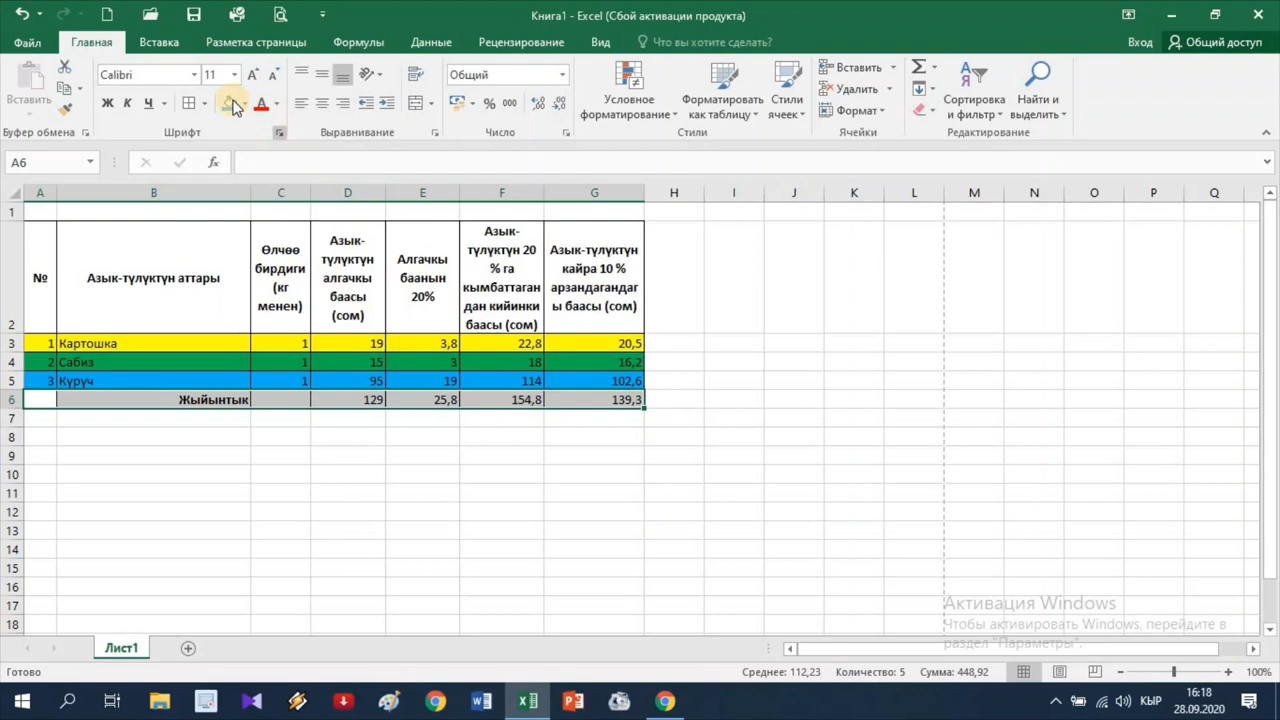 Книга1 - Excel (Сбой активации продукта)
Файл Главная Вставка Разметка страницы Формулы Данные Рецензирование Вид Что вы хотите сделать? Вход Общий доступ
Вставить
Calibri 11
Ж К Ч А
Общий
% 000
Условное форматирование
Форматировать как таблицу
Стили ячеек
Вставить
Удалить
Формат
Сортировка и фильтр
Найти и выделить
Буфер обмена Шрифт Выравнивание Число Стили Ячейки Редактирование
A6 fx
A B C D E F G H I J K L M N O P Q
1
2
№
Азык-түлүктүн аттары
Өлчөө
бирдиги
(кг
менен)
Азык-
түлүктүн
алгачкы
баасы
(сом)
Алгачкы
баанын
20%
Азык-
түлүктүн 20
% га
кымбаттаган
дан кийинки
баасы (сом)
Азык-түлүктүн
кайра 10 %
арзандагандаг
ы баасы (сом)
3 1 Картошка 1 19 3,8 22,8 20,5
4 2 Сабиз 1 15 3 18 16,2
5 3 Күрүч 1 95 19 114 102,6
6 Жыйынтык 129 25,8 154,8 139,3
7
8
9
10
11
12
13
14
15
16
17
18
Активация Windows
Чтобы активировать Windows, перейдите в
раздел "Параметры".
Лист1
Готово Среднее: 112,23 Количество: 5 Сумма: 448,92 100%
КЫР
16:18
28.09.2020